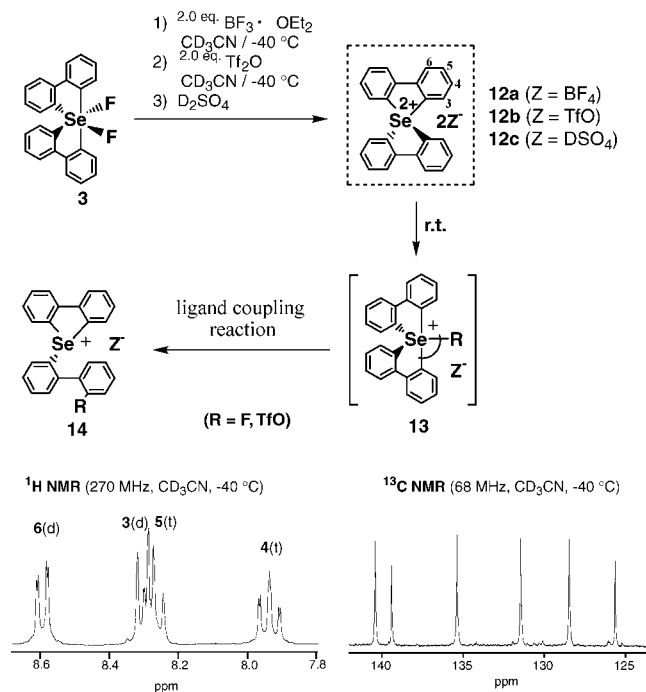 1) 2.0 eq. BF3 · OEt2
CD3CN / -40 °C
2) 2.0 eq. Tf2O
CD3CN / -40 °C
3) D2SO4
Se
F
F
3
6
5
4
3
2+
Se
2Z-
12a (Z = BF4)
12b (Z = TfO)
12c (Z = DSO4)
r.t.
ligand coupling
reaction
(R = F, TfO)
Se
+
Z-
R
14
+
Se
R
Z-
13
1H NMR (270 MHz, CD3CN, -40 °C)
6(d)
3(d)
5(t)
4(t)
8.6 8.4 8.2 8.0 7.8
ppm
13C NMR (68 MHz, CD3CN, -40 °C)
140 135 130 125
ppm